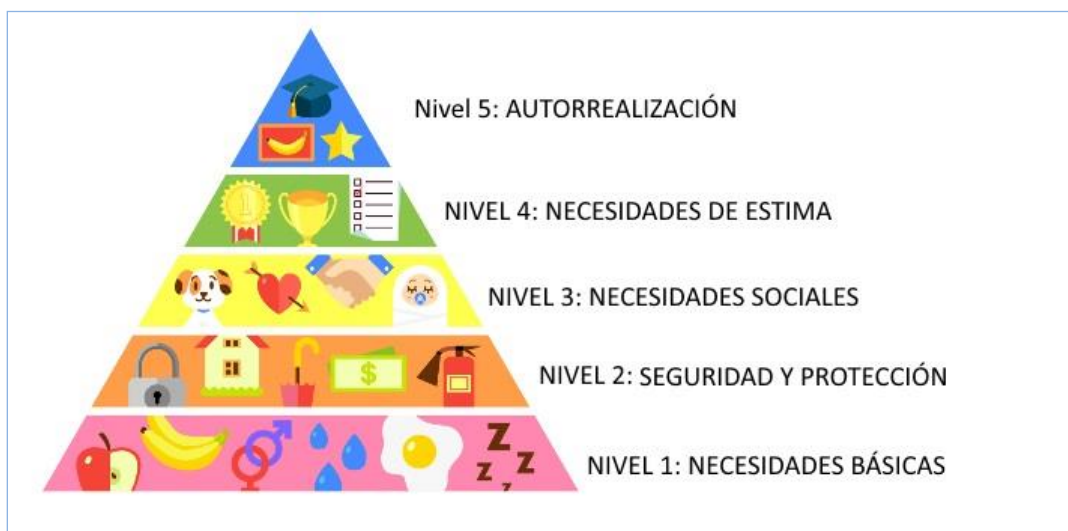 Nivel 5: AUTORREALIZACIÓN
1
NIVEL 4: NECESIDADES DE ESTIMA
NIVEL 3: NECESIDADES SOCIALES
$
NIVEL 2: SEGURIDAD Y PROTECCIÓN
Z
Z Z
Z
NIVEL 1: NECESIDADES BÁSICAS